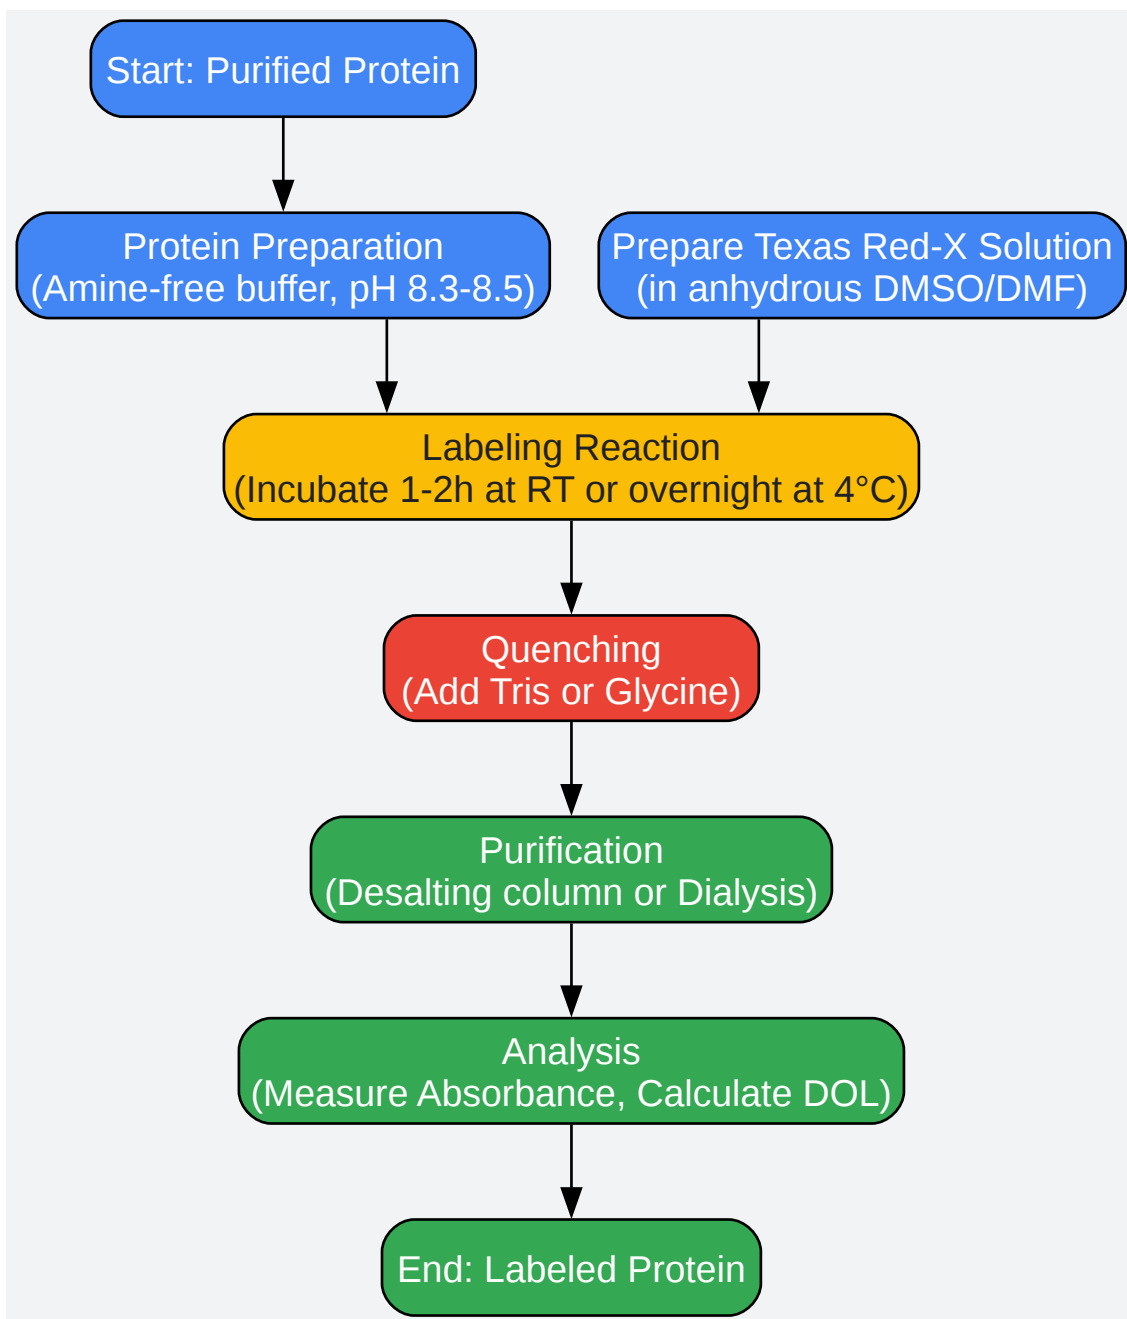 Start: Purified Protein
Protein Preparation
(Amine-free buffer, pH 8.3-8.5)
Prepare Texas Red-X Solution
(in anhydrous DMSO/DMF)
Labeling Reaction
(Incubate 1-2h at RT or overnight at 4°C)
Quenching
(Add Tris or Glycine)
Purification
(Desalting column or Dialysis)
Analysis
(Measure Absorbance, Calculate DOL)
End: Labeled Protein